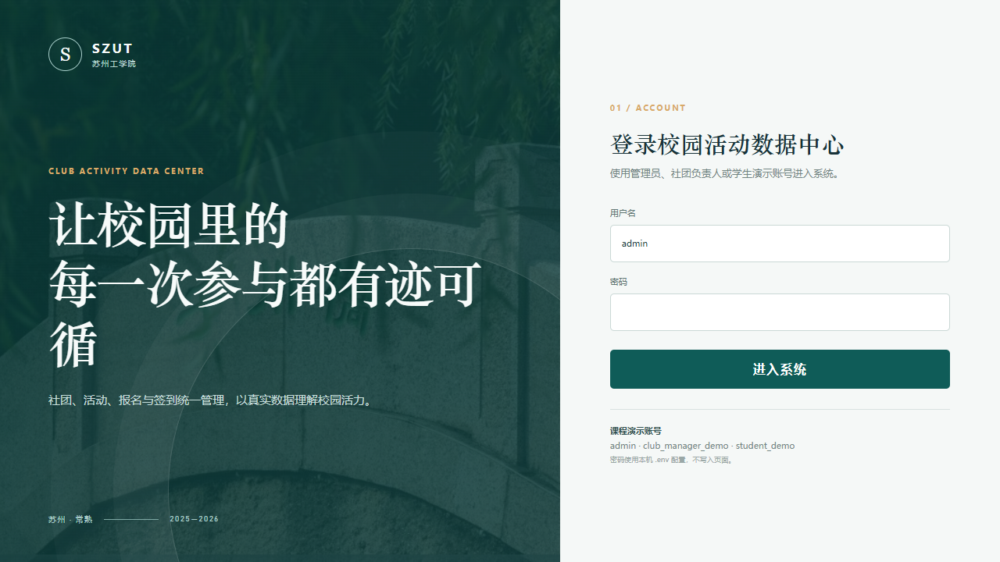 S
SZUT
苏州工学院
CLUB ACTIVITY DATA CENTER
让校园里的
每一次参与都有迹可
循
社团、活动、报名与签到统一管理，以真实数据理解校园活力。
苏州 · 常熟
2025—2026
01 / ACCOUNT
登录校园活动数据中心
使用管理员、社团负责人或学生演示账号进入系统。
用户名
admin
密码
进入系统
课程演示账号
admin · club_manager_demo · student_demo
密码使用本机 .env 配置，不写入页面。